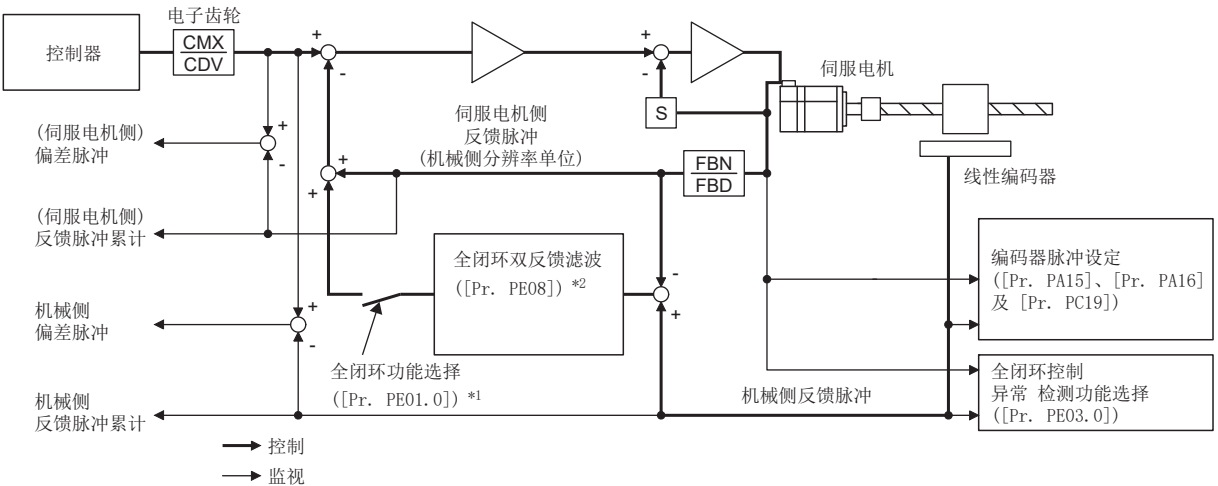 电子齿轮
控制器
CMX
CDV
+
-
+
-
伺服电机
S
伺服电机侧
反馈脉冲
(机械侧分辨率单位)
(伺服电机侧)
偏差脉冲
+
-
+
+
FBN
FBD
线性编码器
(伺服电机侧)
反馈脉冲累计
全闭环双反馈滤波
([Pr. PE08]) *2
-
+
编码器脉冲设定
([Pr. PA15]、[Pr. PA16]
及 [Pr. PC19])
机械侧
偏差脉冲
+
-
全闭环功能选择
([Pr. PE01.0]) *1
机械侧反馈脉冲
全闭环控制
异常 检测功能选择
([Pr. PE03.0])
机械侧
反馈脉冲累计
控制
监视